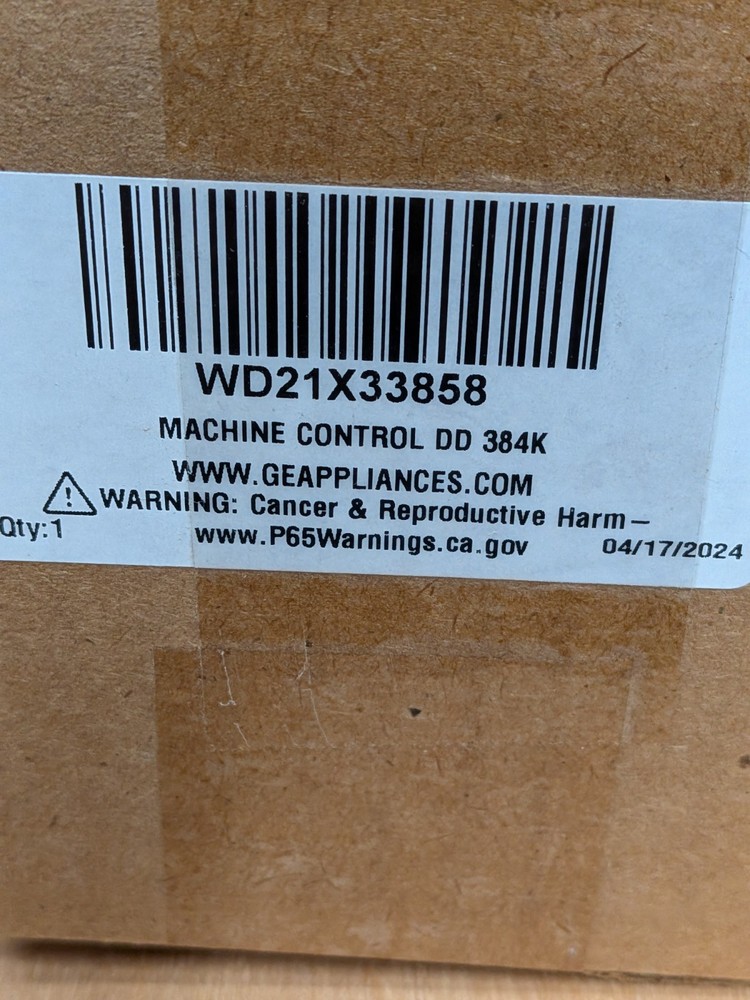 WD21X33858
MACHINE CONTROL DD 384K
WWW.GEAPPLIANCES.COM
WARNING: Cancer & Reproductive Harm—
Qty:1 www.P65Warnings.ca.gov 04/17/2024